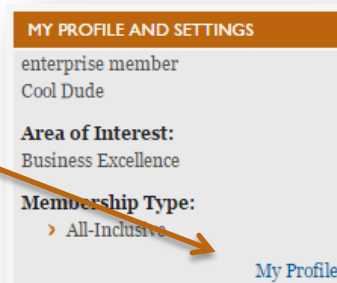 MY PROFILE AND SETTINGS
enterprise member
Cool Dude
Area of Interest:
Business Excellence
Membership Type:
All-Inclusive
My Profile